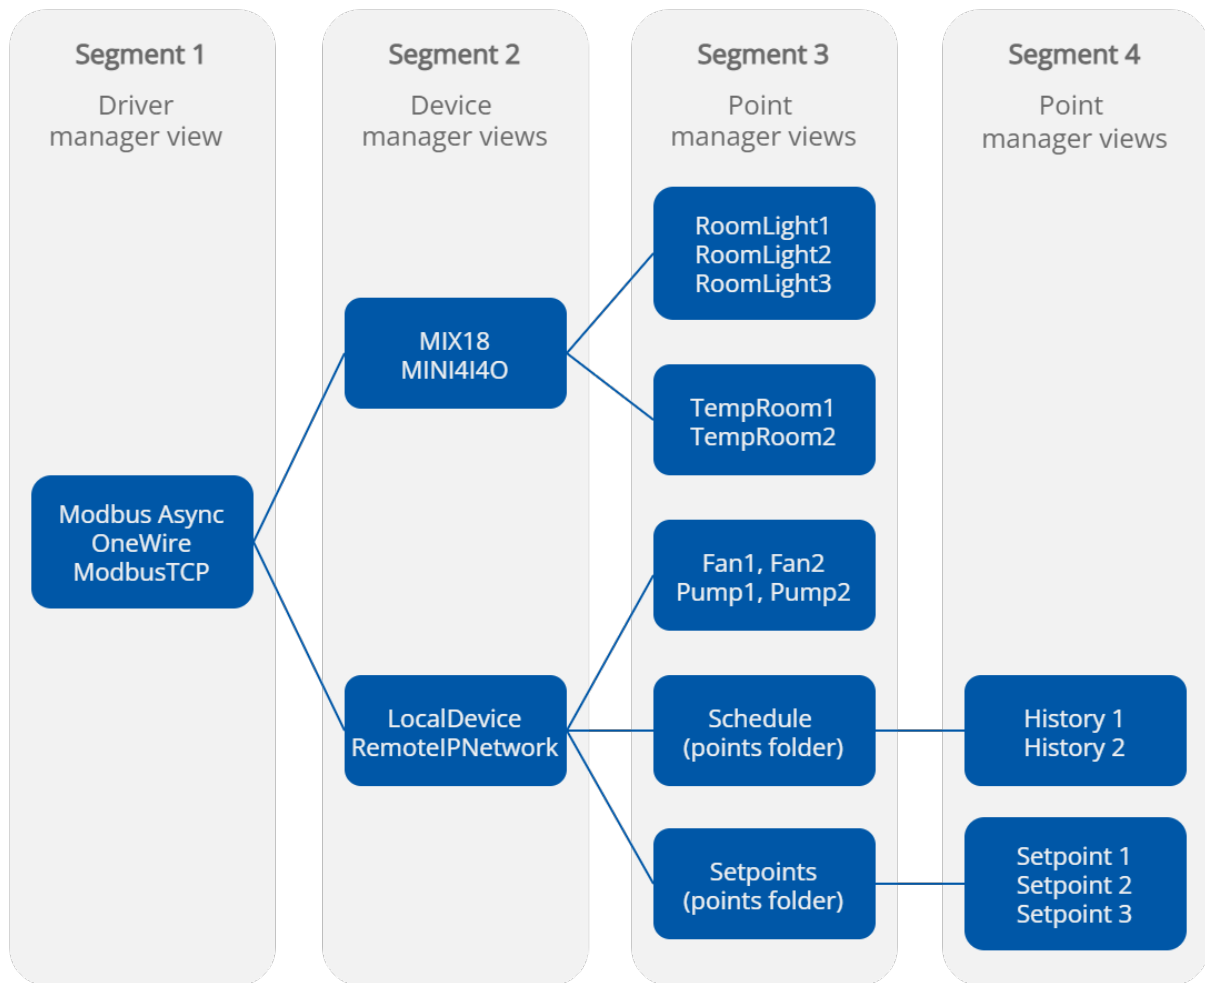 Segment 1
Driver
manager view
Modbus Async
OneWire
ModbusTCP
Segment 2
Device
manager views
MIX18
MINI4I4O
LocalDevice
RemoteIPNetwork
Segment 3
Point
manager views
RoomLight1
RoomLight2
RoomLight3
TempRoom1
TempRoom2
Fan1, Fan2
Pump1, Pump2
Schedule
(points folder)
Setpoints
(points folder)
Segment 4
Point
manager views
History 1
History 2
Setpoint 1
Setpoint 2
Setpoint 3